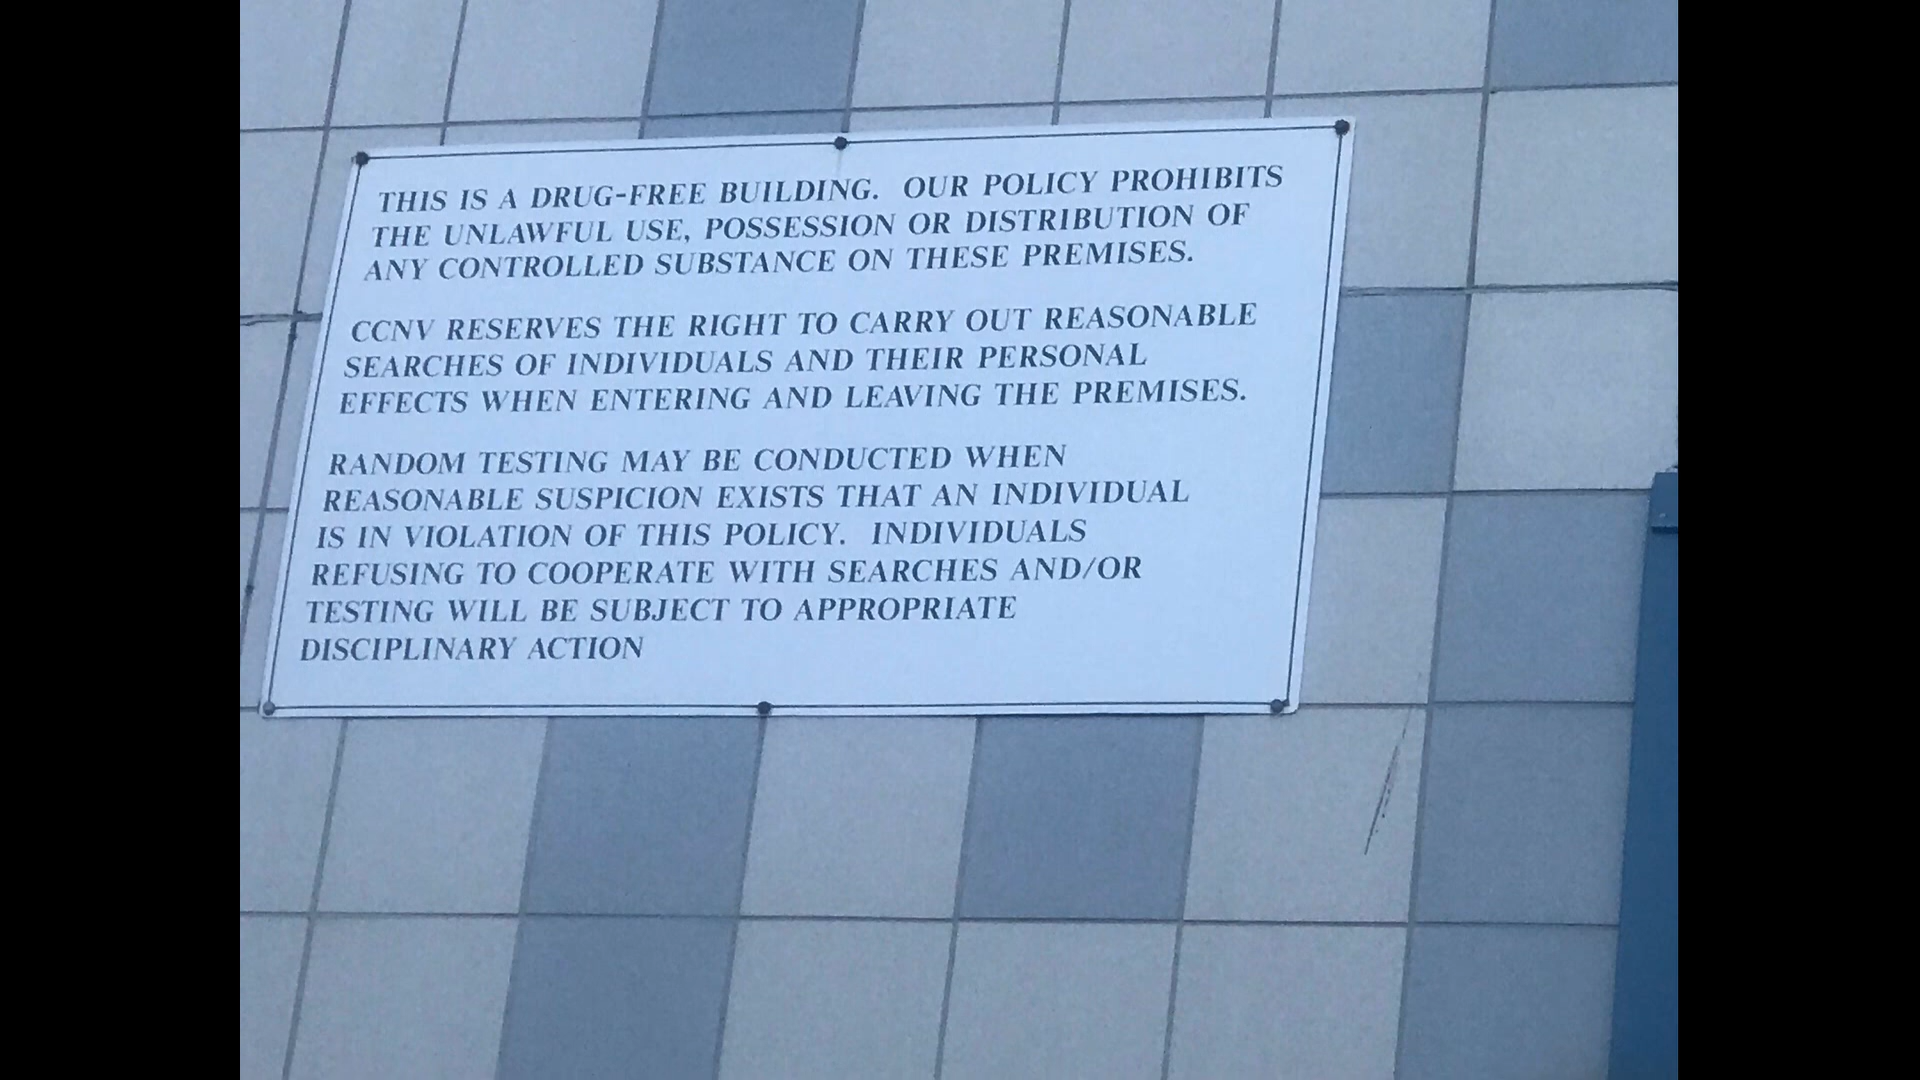 THIS IS A DRUG-FREE BUILDING. OUR POLICY PROHIBITS
THE UNLAWFUL USE, POSSESSION OR DISTRIBUTION OF
ANY CONTROLLED SUBSTANCE ON THESE PREMISES.
CCNV RESERVES THE RIGHT TO CARRY OUT REASONABLE
SEARCHES OF INDIVIDUALS AND THEIR PERSONAL
EFFECTS WHEN ENTERING AND LEAVING THE PREMISES.
RANDOM TESTING MAY BE CONDUCTED WHEN
REASONABLE SUSPICION EXISTS THAT AN INDIVIDUAL
IS IN VIOLATION OF THIS POLICY. INDIVIDUALS
REFUSING TO COOPERATE WITH SEARCHES AND/OR
TESTING WILL BE SUBJECT TO APPROPRIATE
DISCIPLINARY ACTION